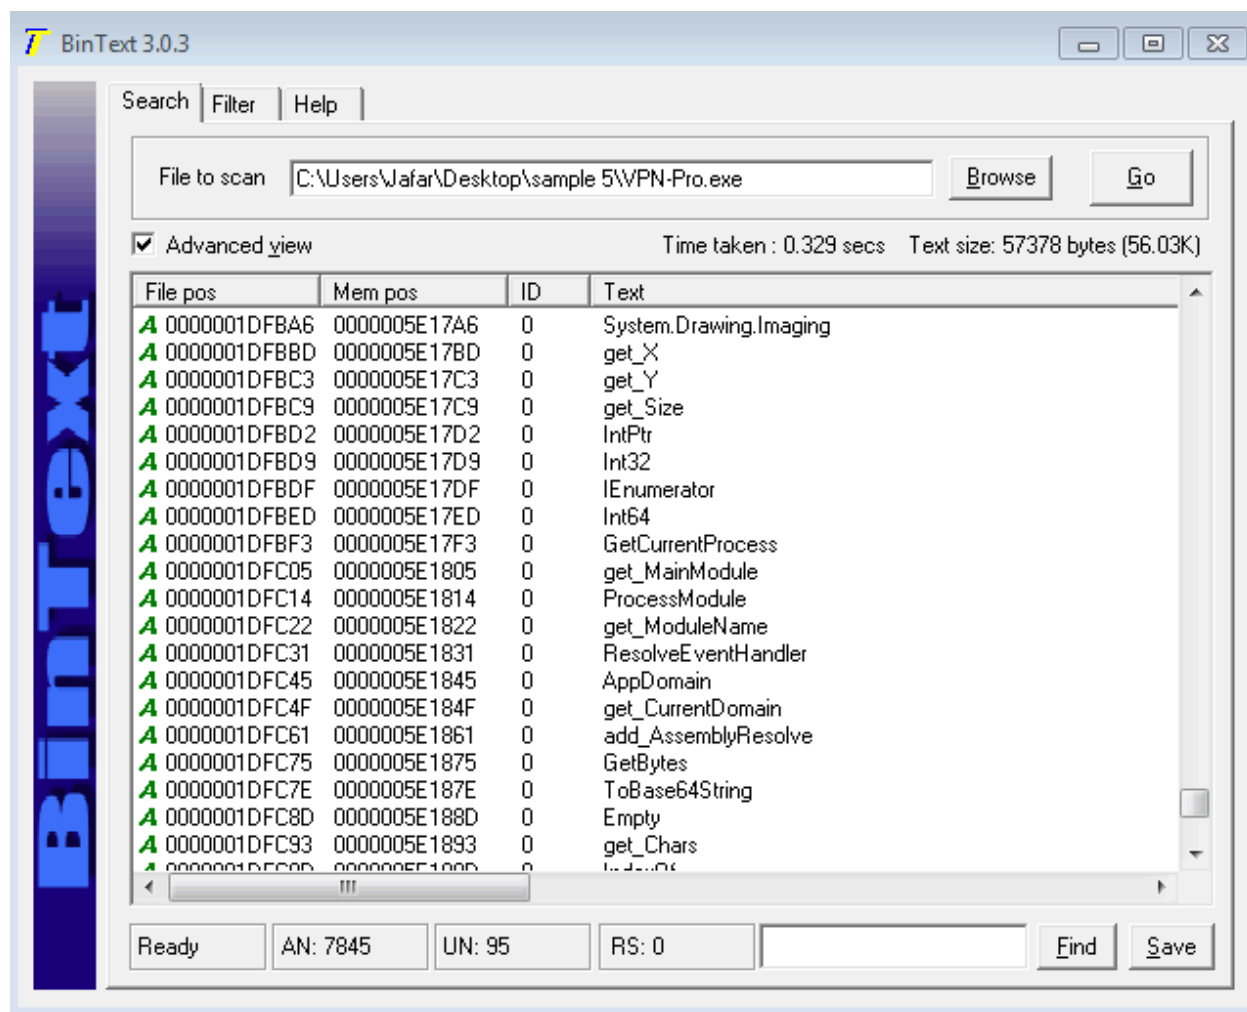 BinText 3.0.3
Search Filter Help
File to scan C:\Users\Jafar\Desktop\sample 5\VPN-Pro.exe Browse Go
Advanced view Time taken : 0.329 secs Text size: 57378 bytes (56.03K)
File pos Mem pos ID Text
A 0000001DFBA6 0000005E17A6 0 System.Drawing.Imaging
A 0000001DFBBD 0000005E17BD 0 get_X
A 0000001DFBC3 0000005E17C3 0 get_Y
A 0000001DFBC9 0000005E17C9 0 get_Size
A 0000001DFBD2 0000005E17D2 0 IntPtr
A 0000001DFBD9 0000005E17D9 0 Int32
A 0000001DFBDF 0000005E17DF 0 IEnumerator
A 0000001DFBED 0000005E17ED 0 Int64
A 0000001DFBF3 0000005E17F3 0 GetCurrentProcess
A 0000001DFC05 0000005E1805 0 get_MainModule
A 0000001DFC14 0000005E1814 0 ProcessModule
A 0000001DFC22 0000005E1822 0 get_ModuleName
A 0000001DFC31 0000005E1831 0 ResolveEventHandler
A 0000001DFC45 0000005E1845 0 AppDomain
A 0000001DFC4F 0000005E184F 0 get_CurrentDomain
A 0000001DFC61 0000005E1861 0 add_AssemblyResolve
A 0000001DFC75 0000005E1875 0 GetBytes
A 0000001DFC7E 0000005E187E 0 ToBase64String
A 0000001DFC8D 0000005E188D 0 Empty
A 0000001DFC93 0000005E1893 0 get_Chars
Ready AN: 7845 UN: 95 RS: 0 Find Save
BinText